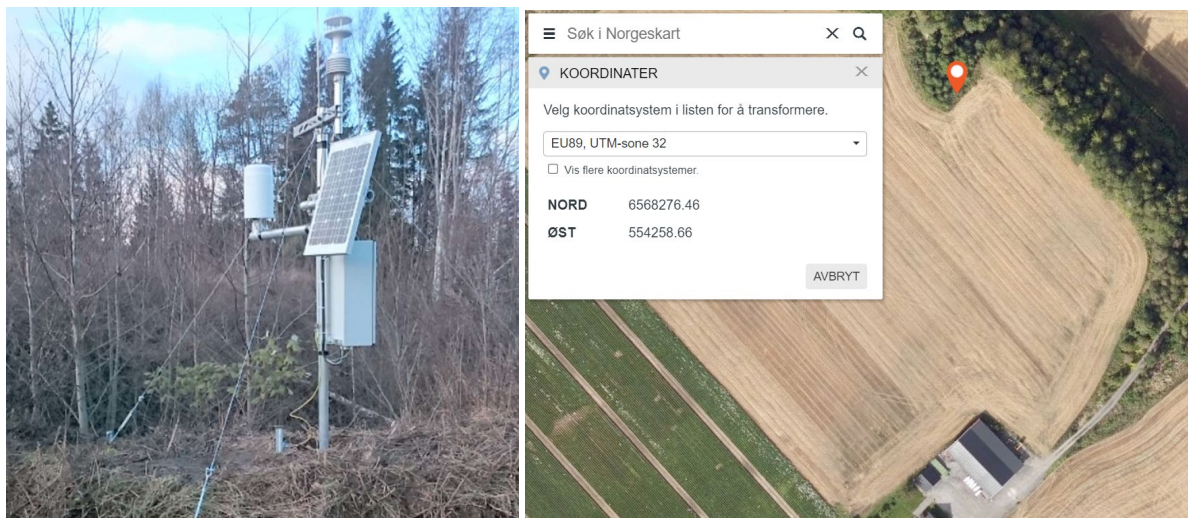 Søk i Norgeskart
KOORDINATER
Velg koordinatsystem i listen for å transformere.
EU89, UTM-sone 32
Vis flere koordinatsystemer.
NORD 6568276.46
ØST 554258.66
AVBRYT